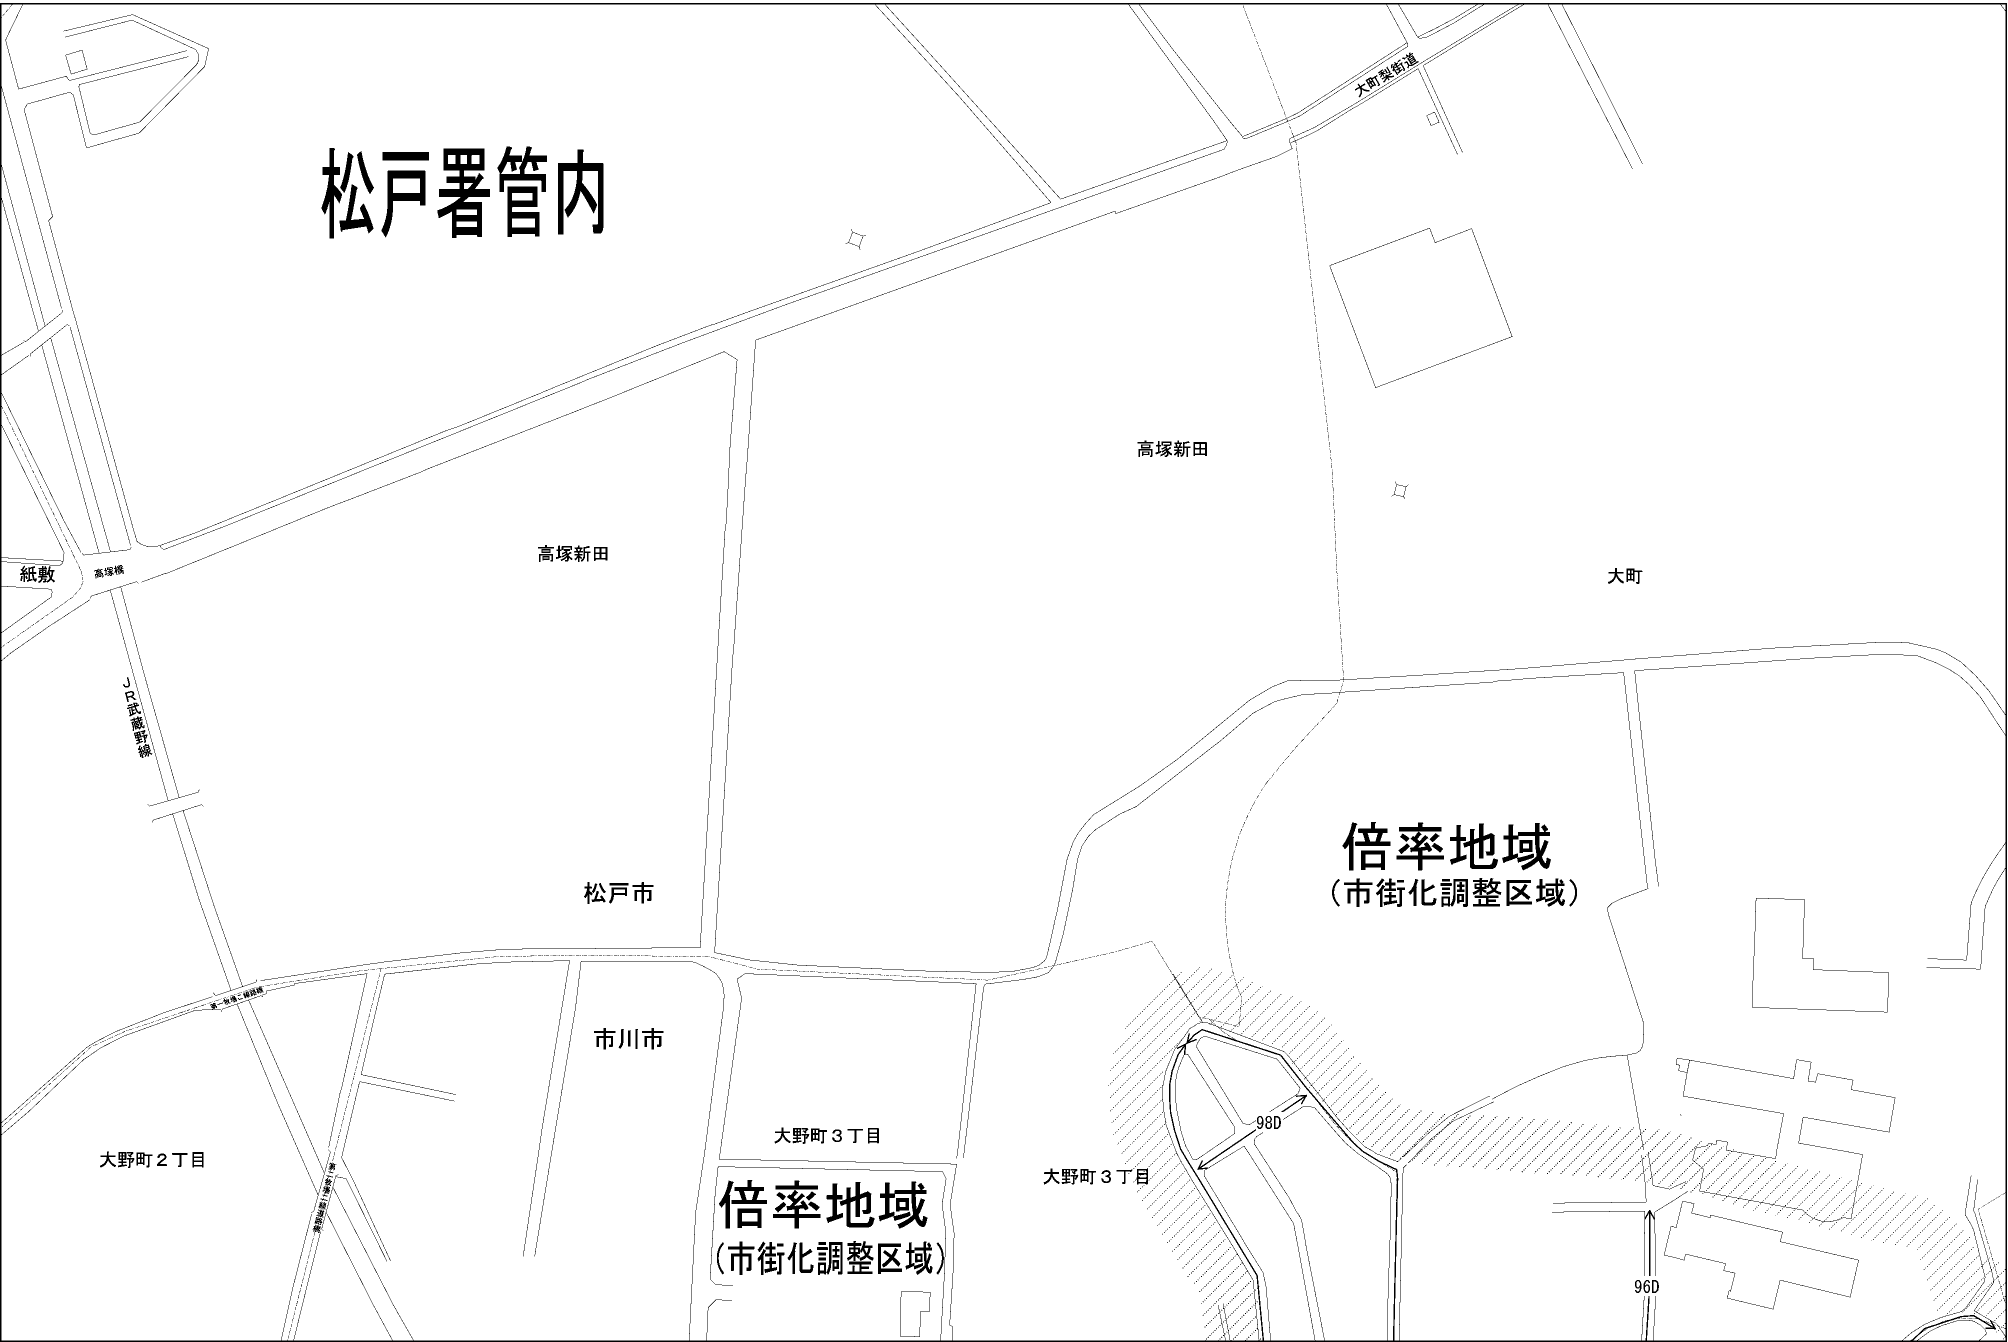 大町梨街道
松戸署管内
高塚新田
高塚新田
紙敷
高塚橋
大町
JR武蔵野線
倍率地域
(市街化調整区域)
松戸市
市川市
大野町3丁目
98D
大野町2丁目
大野町3丁目
倍率地域
(市街化調整区域)
96D